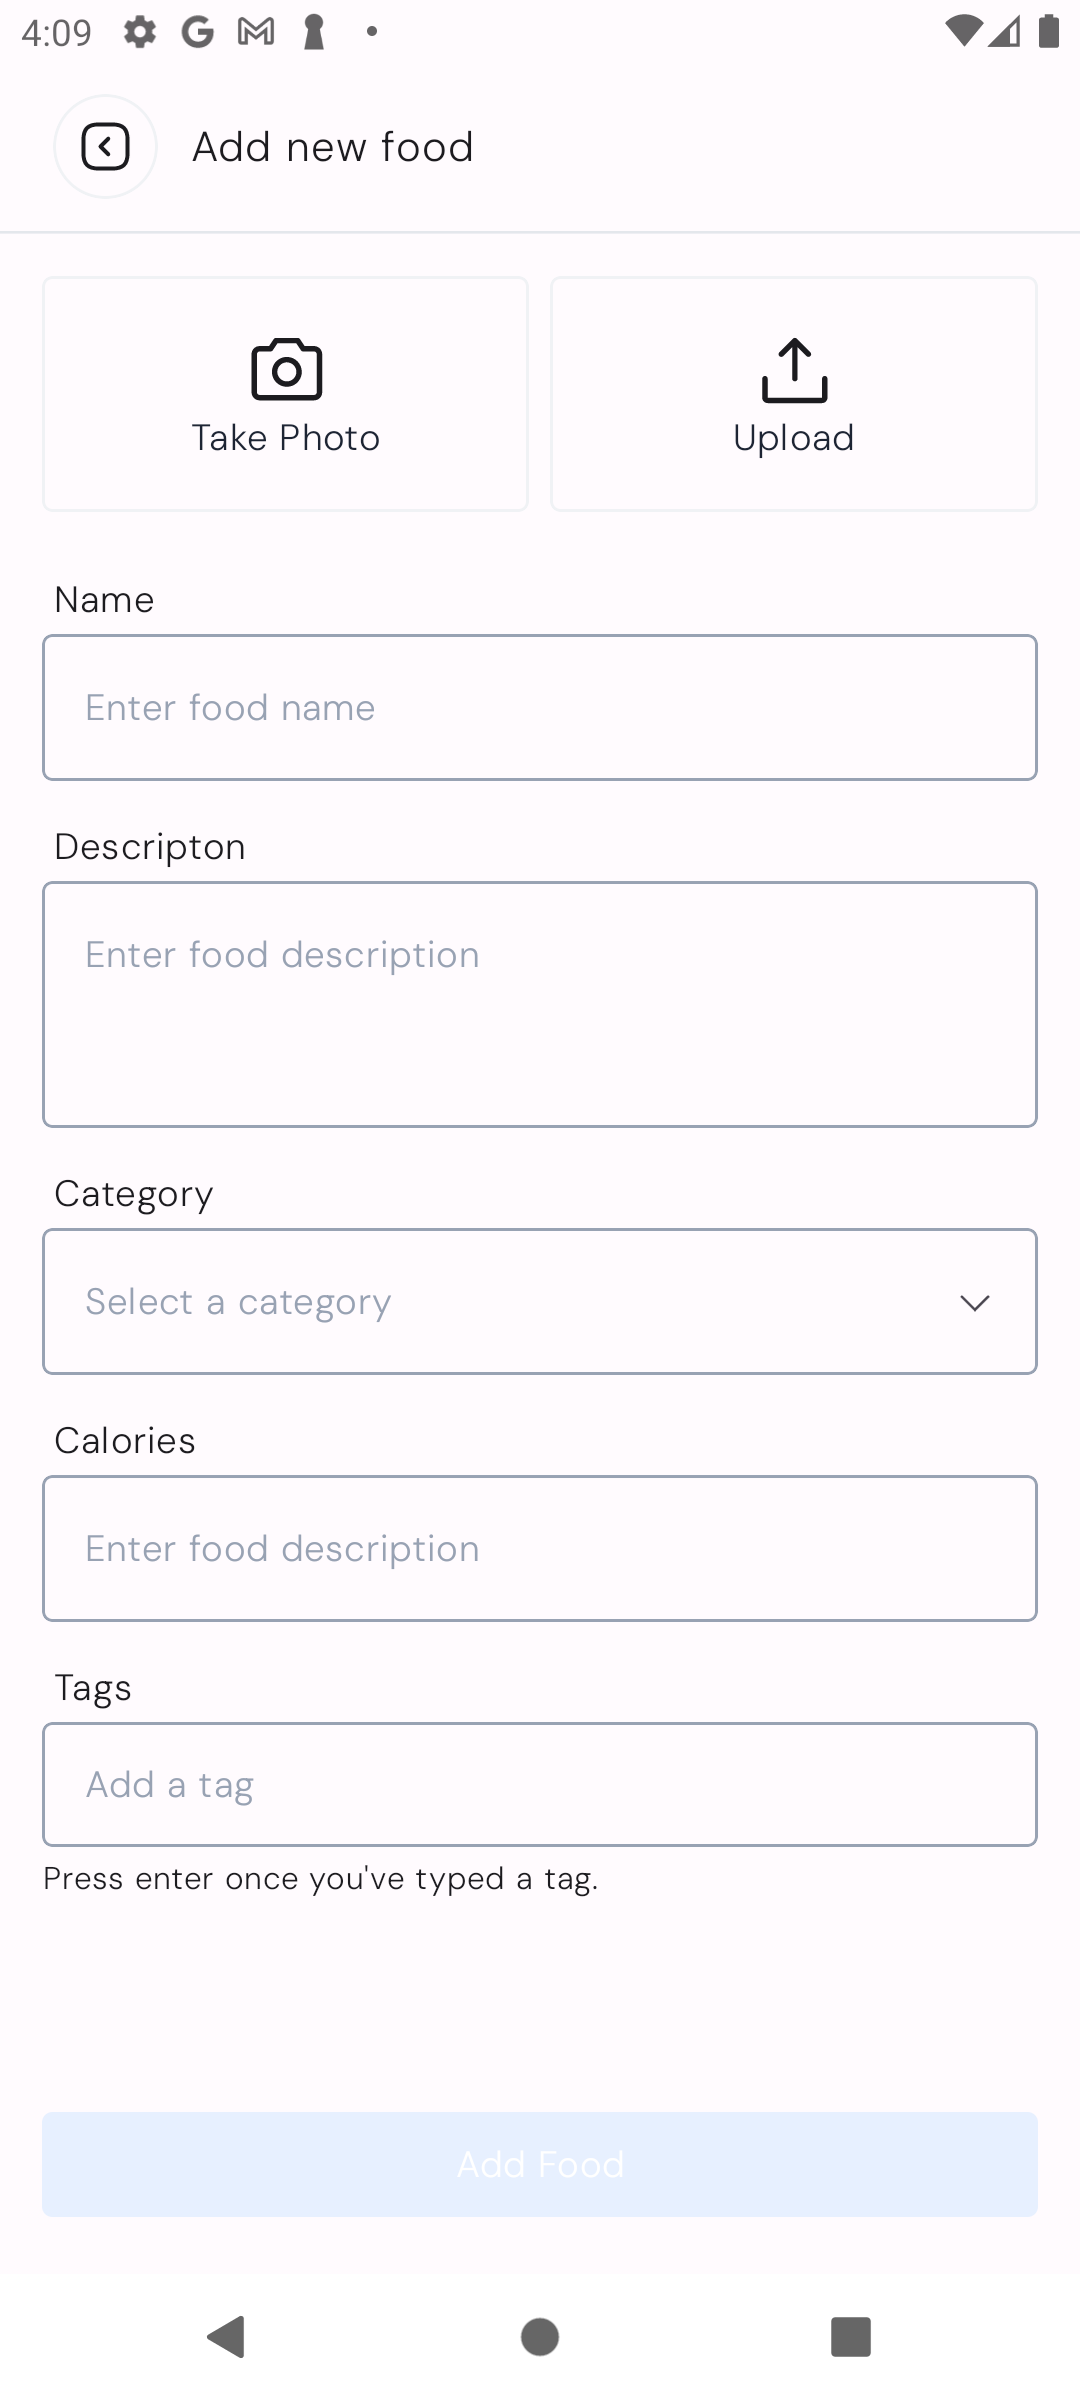 4:09
Add new food
Take Photo
Upload
Name
Enter food name
Descripton
Enter food description
Category
Select a category
Calories
Enter food description
Tags
Add a tag
Press enter once you've typed a tag.
Add Food